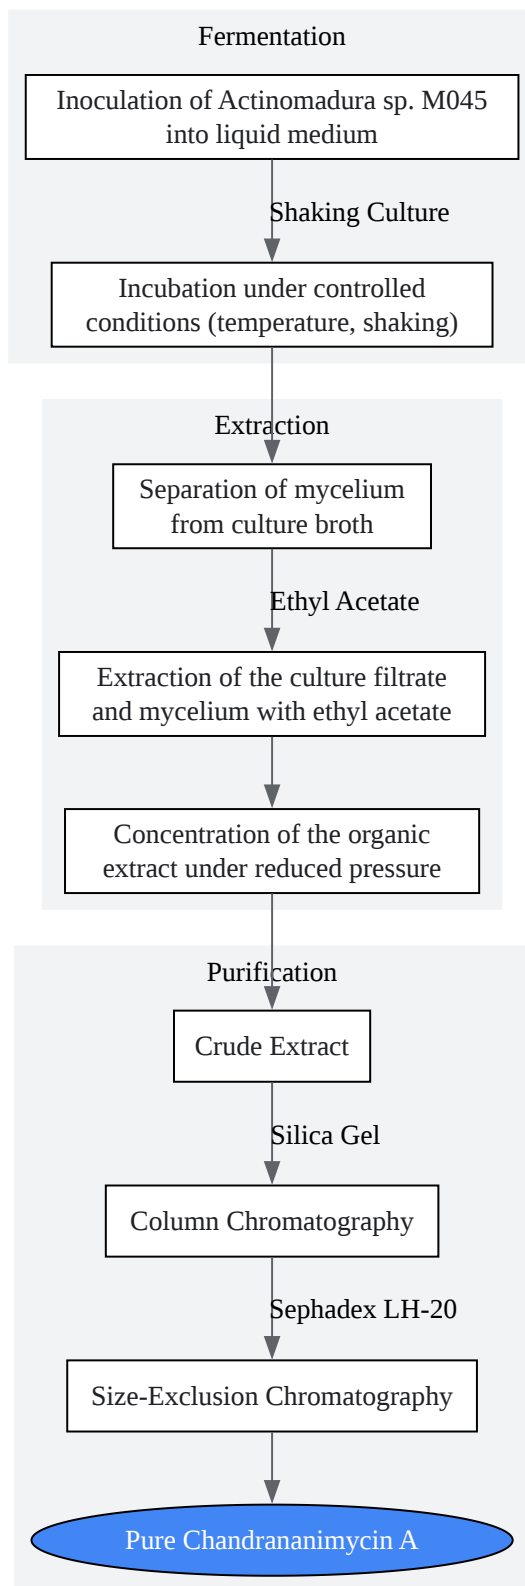 Fermentation
Inoculation of Actinomadura sp. M045
into liquid medium
Shaking Culture
Incubation under controlled
conditions (temperature, shaking)
Extraction
Separation of mycelium
from culture broth
Ethyl Acetate
Extraction of the culture filtrate
and mycelium with ethyl acetate
Concentration of the organic
extract under reduced pressure
Purification
Crude Extract
Silica Gel
Column Chromatography
Sephadex LH-20
Size-Exclusion Chromatography
Pure Chandrananimycin A